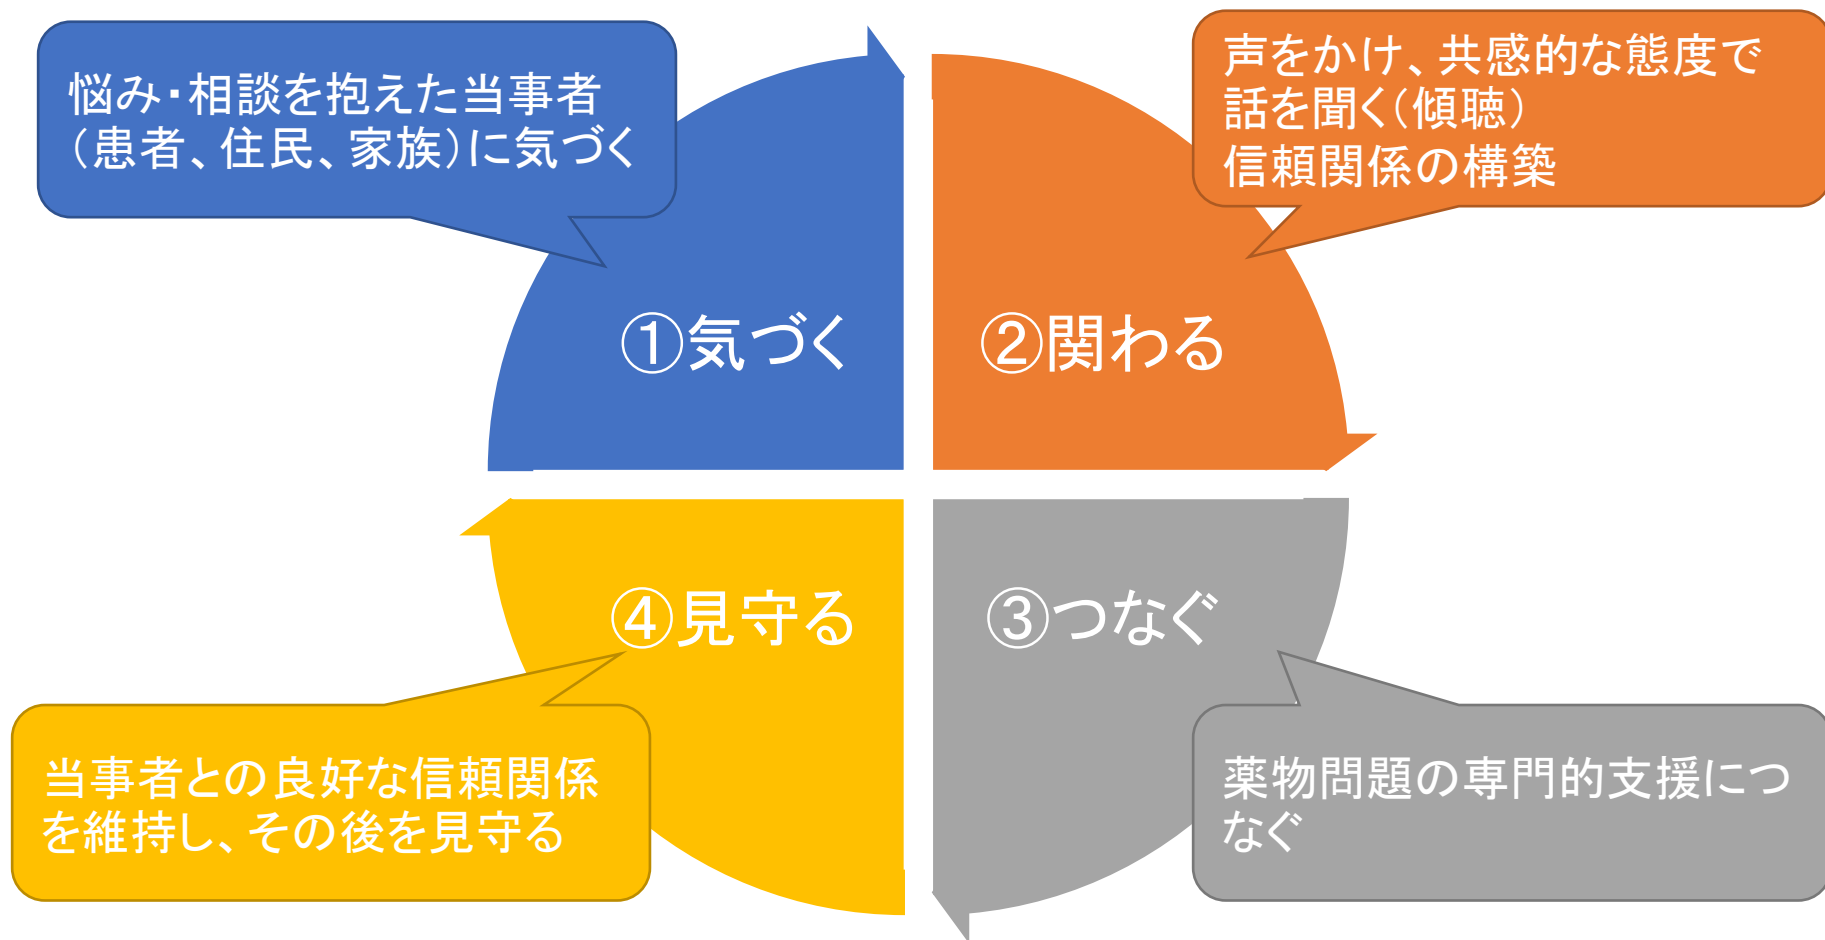 悩み・相談を抱えた当事者
（患者、住民、家族）に気づく
声をかけ、共感的な態度で
話を聞く（傾聴）
信頼関係の構築
①気づく
②関わる
④見守る
③つなぐ
当事者との良好な信頼関係
を維持し、その後を見守る
薬物問題の専門的支援につ
なぐ